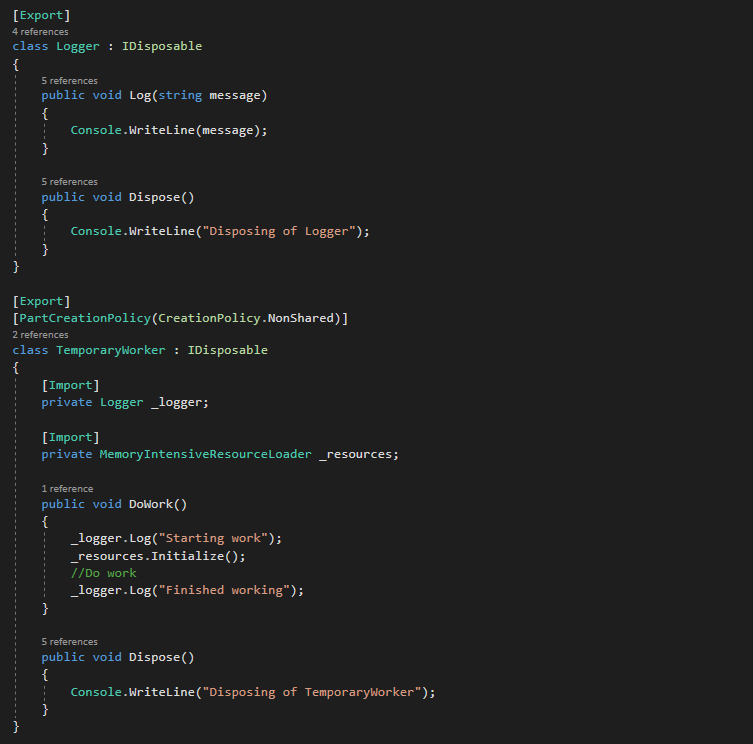 [Export]
4 references
class Logger : IDisposable
{
5 references
public void Log(string message)
{
Console.WriteLine(message);
}
5 references
public void Dispose()
{
Console.WriteLine("Disposing of Logger");
}
}
[Export]
[PartCreationPolicy(CreationPolicy.NonShared)]
2 references
class TemporaryWorker : IDisposable
{
[Import]
private Logger _logger;
[Import]
private MemoryIntensiveResourceLoader _resources;
1 reference
public void DoWork()
{
_logger.Log("Starting work");
_resources.Initialize();
//Do work
_logger.Log("Finished working");
}
5 references
public void Dispose()
{
Console.WriteLine("Disposing of TemporaryWorker");
}
}